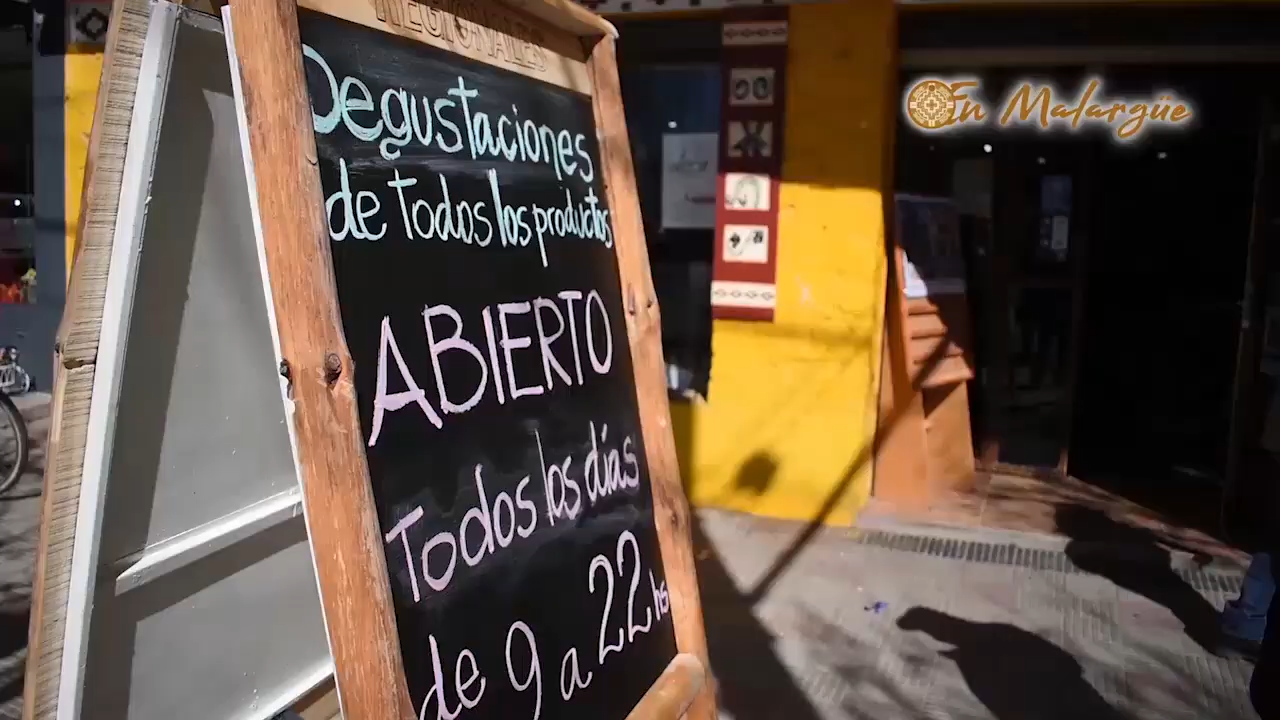 REGIONALES
Degustaciones
de Todos los productos
ABIERTO
Todos los días
de 9 a 22 hs
En Malargüe